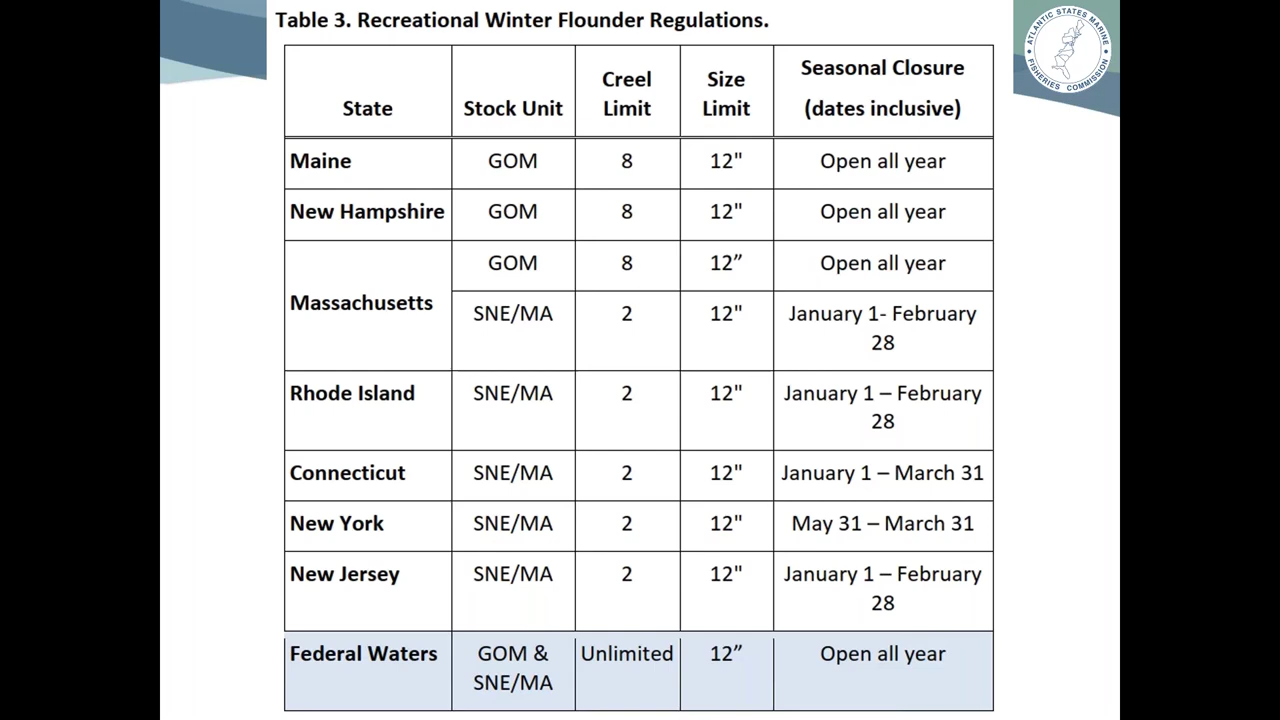 Table 3. Recreational Winter Flounder Regulations.
State Stock Unit Creel Limit Size Limit Seasonal Closure (dates inclusive)
Maine GOM 8 12" Open all year
New Hampshire GOM 8 12" Open all year
Massachusetts GOM 8 12” Open all year
SNE/MA 2 12" January 1- February 28
Rhode Island SNE/MA 2 12" January 1 – February 28
Connecticut SNE/MA 2 12" January 1 – March 31
New York SNE/MA 2 12" May 31 – March 31
New Jersey SNE/MA 2 12" January 1 – February 28
Federal Waters GOM & SNE/MA Unlimited 12” Open all year
ATLANTIC STATES MARINE
FISHERIES COMMISSION